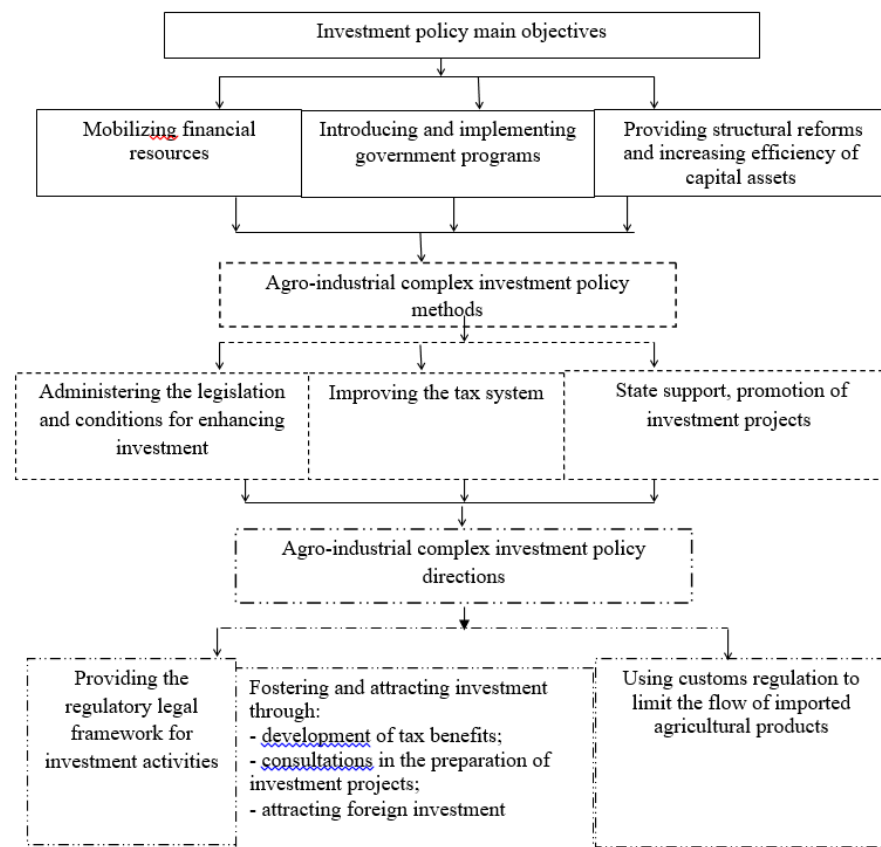 Investment policy main objectives
Mobilizing financial
resources
Introducing and implementing
government programs
Providing structural reforms
and increasing efficiency of
capital assets
Agro-industrial complex investment policy
methods
Administering the legislation
and conditions for enhancing
investment
Improving the tax system
State support, promotion of
investment projects
Agro-industrial complex investment policy
directions
Providing the
regulatory legal
framework for
investment activities
Fostering and attracting investment
through:
- development of tax benefits;
- consultations in the preparation of
investment projects;
- attracting foreign investment
Using customs regulation to
limit the flow of imported
agricultural products